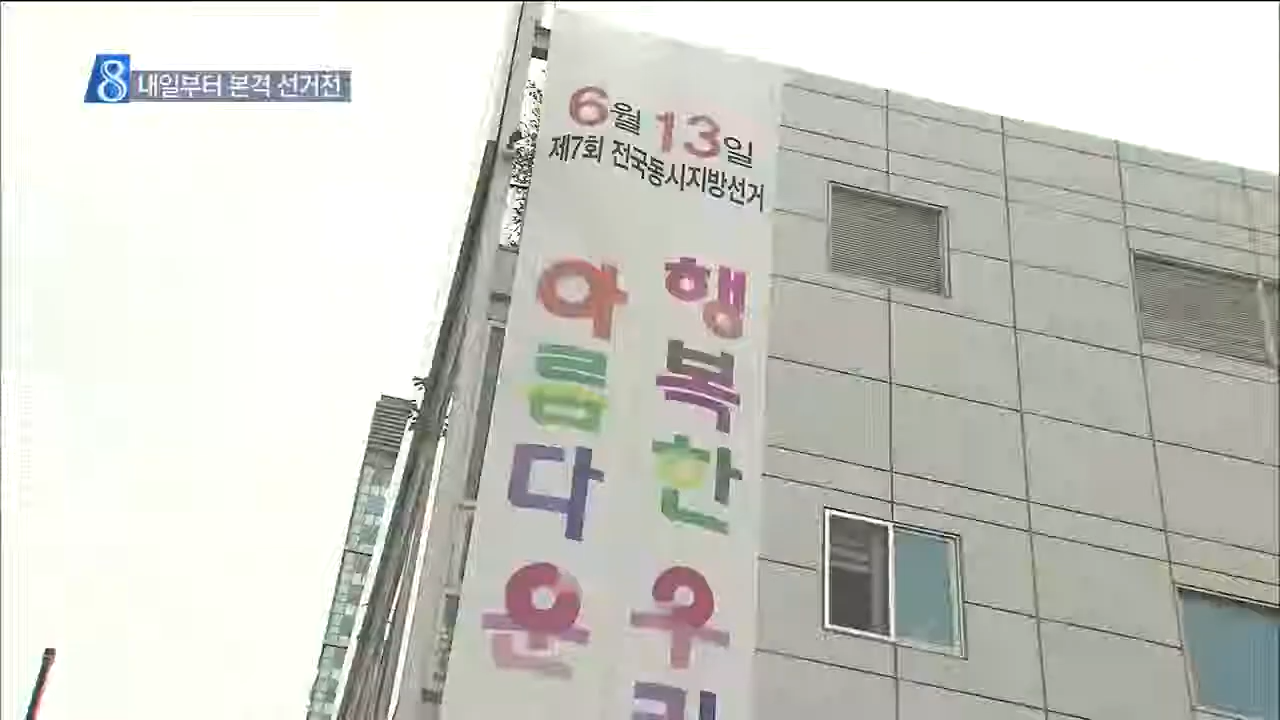 8 내일부터 본격 선거전
6월 13일
제7회 전국동시지방선거
아름다운
행복한 우리